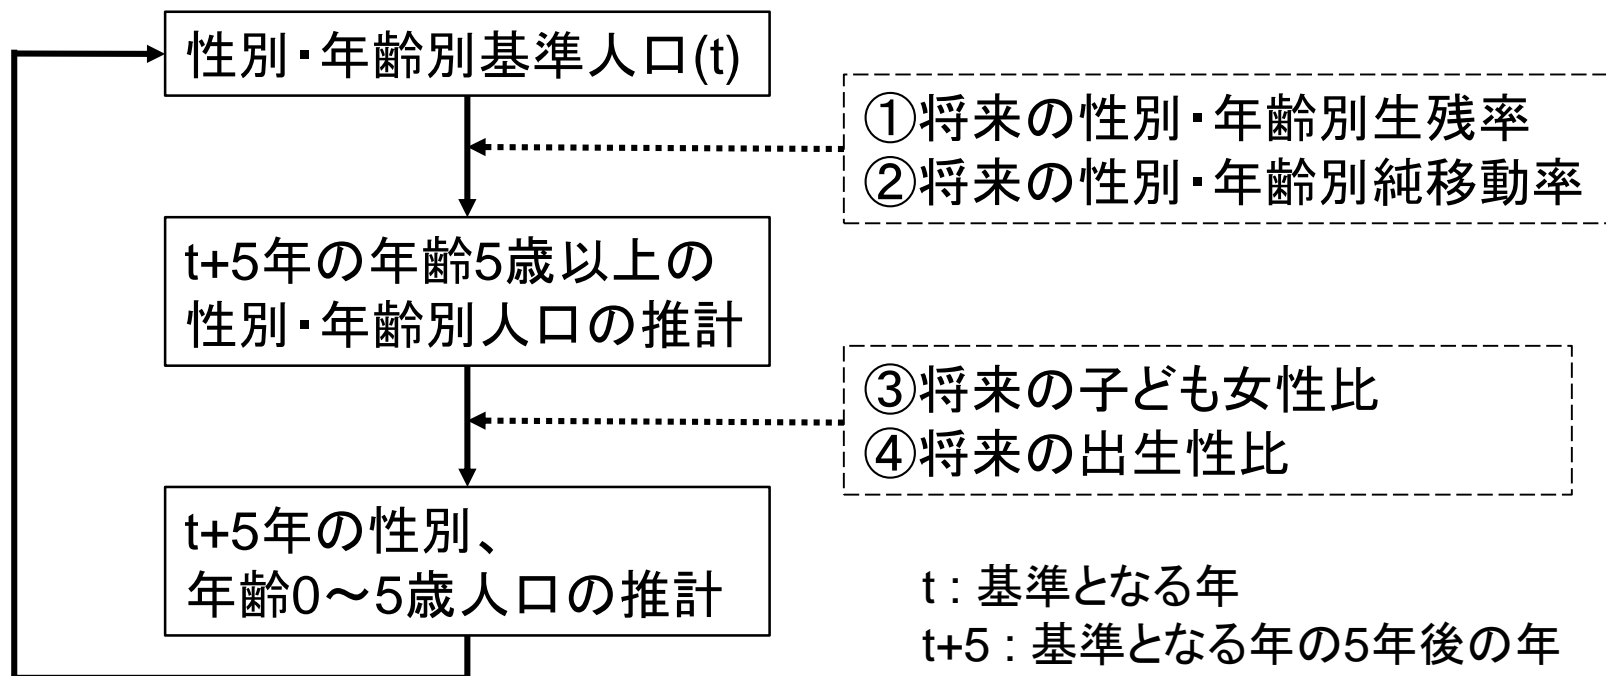 性別・年齢別基準人口(t)
①将来の性別・年齢別生残率
②将来の性別・年齢別純移動率
t+5年の年齢5歳以上の
性別・年齢別人口の推計
③将来の子ども女性比
④将来の出生性比
t+5年の性別、
年齢0～5歳人口の推計
t : 基準となる年
t+5 : 基準となる年の5年後の年